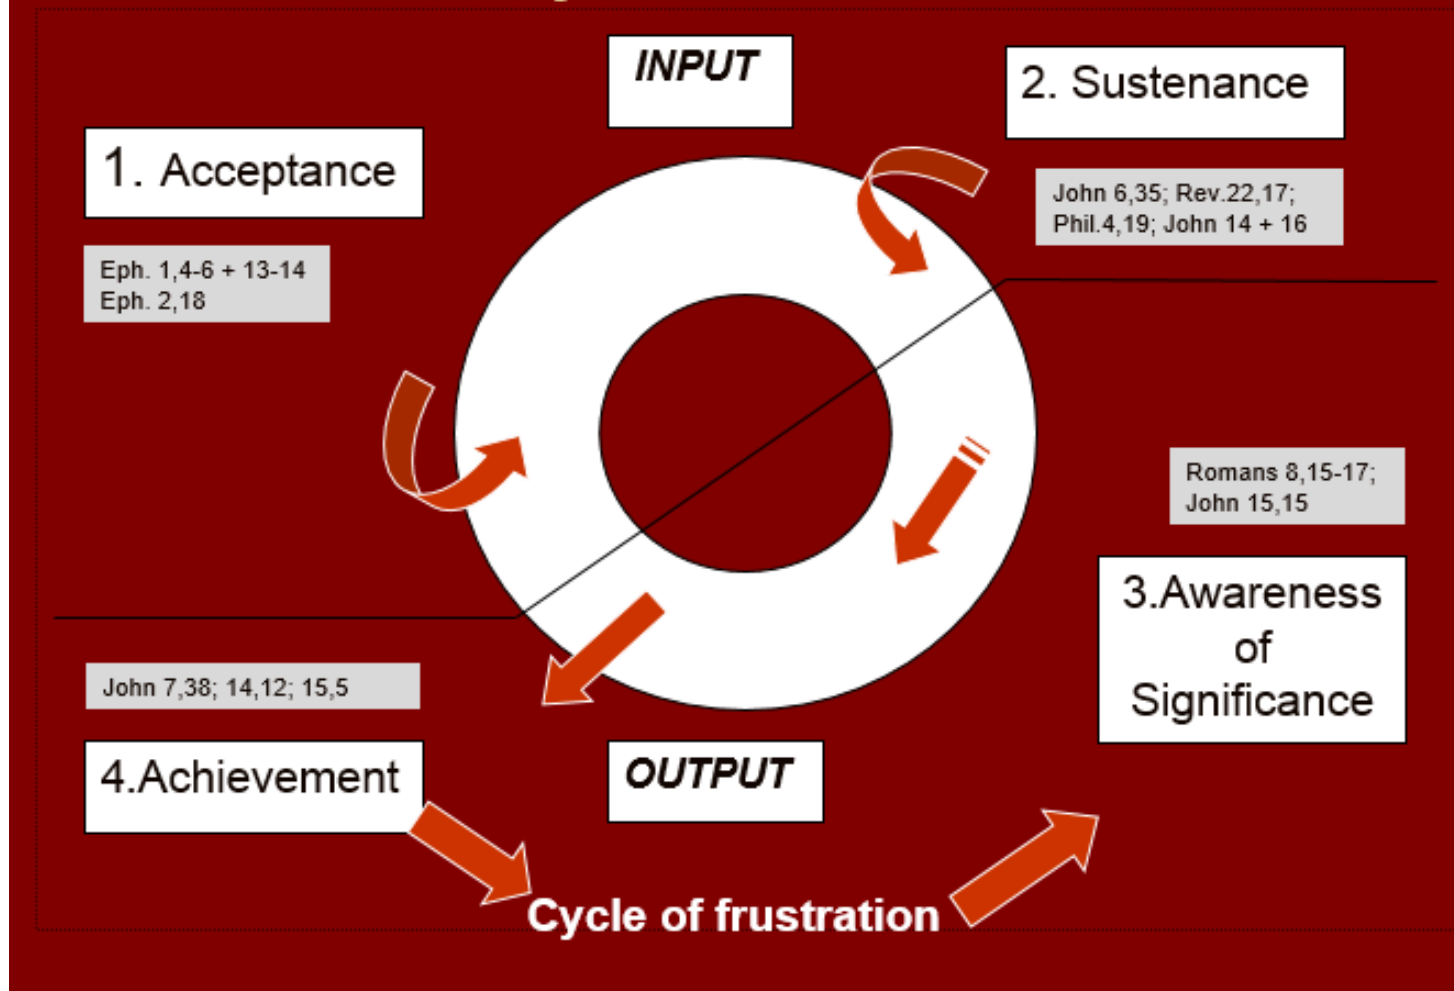 INPUT
2. Sustenance
1. Acceptance
John 6,35; Rev.22,17;
Phil.4,19; John 14 + 16
Eph. 1,4-6 + 13-14
Eph. 2,18
Romans 8,15-17;
John 15,15
3.Awareness
of
Significance
John 7,38; 14,12; 15,5
4.Achievement
OUTPUT
Cycle of frustration